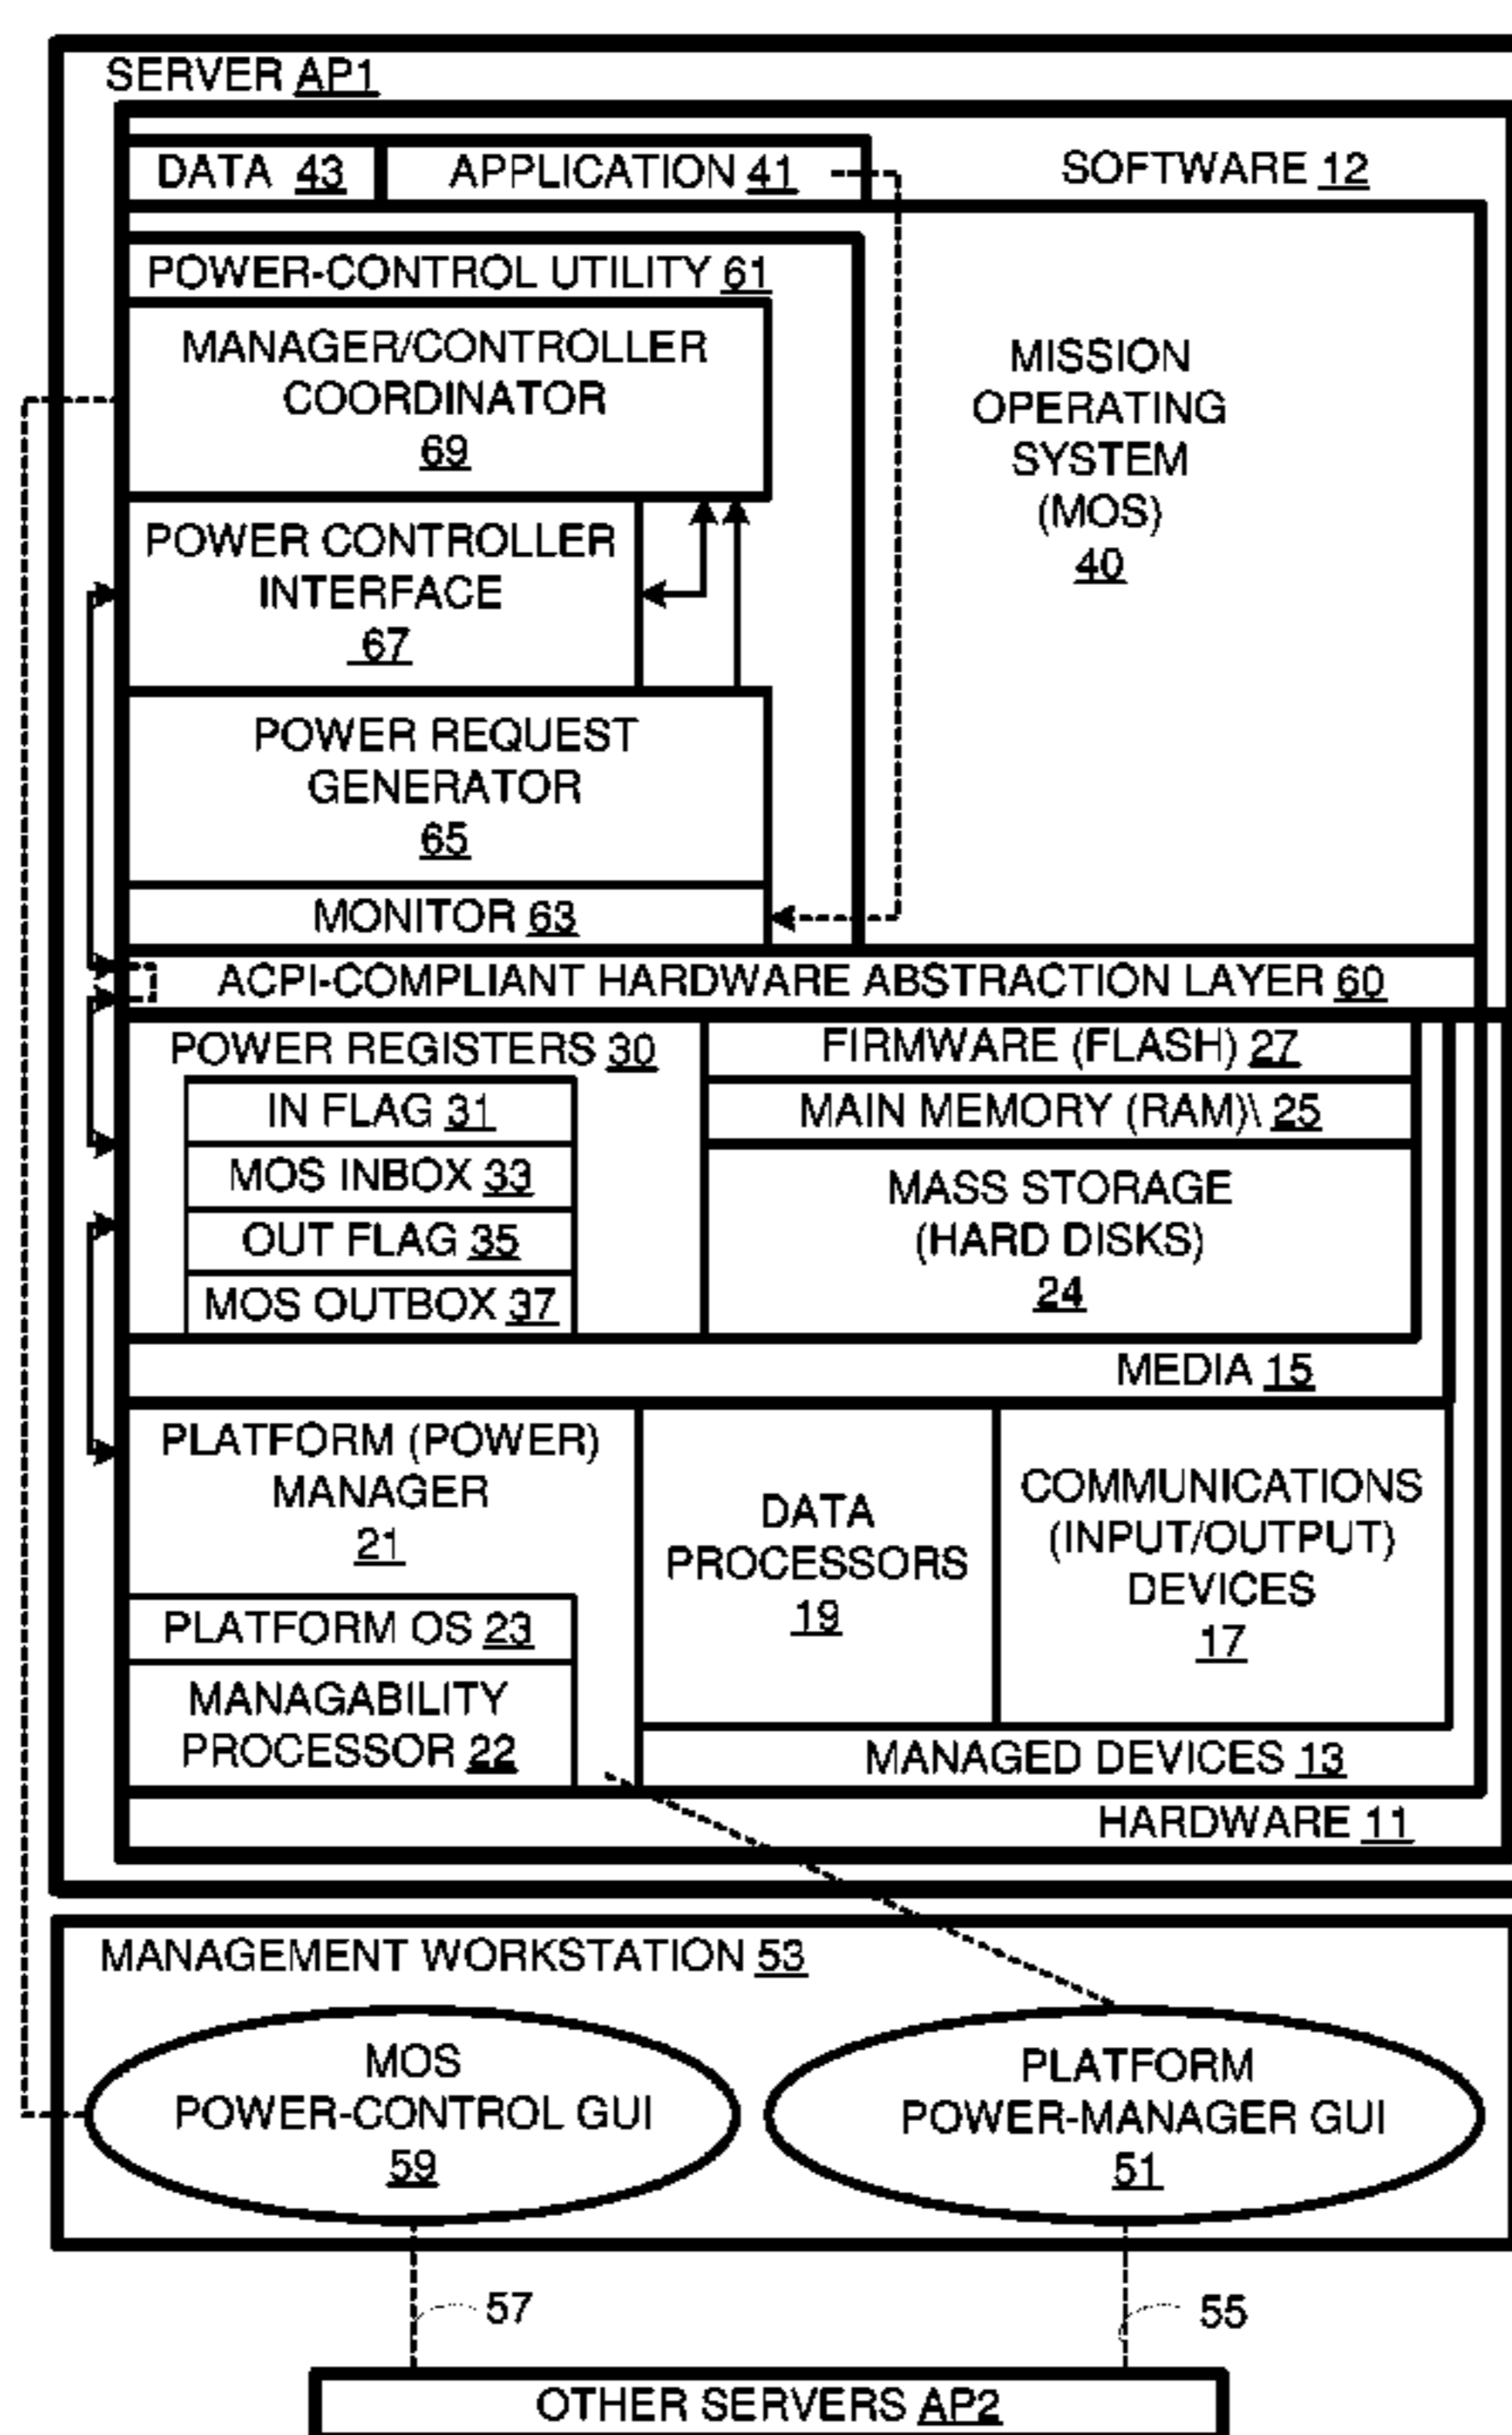 SERVER AP1
DATA 43
APPLICATION 41
SOFTWARE 12
POWER-CONTROL UTILITY 61
MANAGER/CONTROLLER
COORDINATOR
69
MISSION
OPERATING
SYSTEM
(MOS)
40
POWER CONTROLLER
INTERFACE
67
POWER REQUEST
GENERATOR
65
MONITOR 63
ACPI-COMPLIANT HARDWARE ABSTRACTION LAYER 60
POWER REGISTERS 30
IN FLAG 31
MOS INBOX 33
OUT FLAG 35
MOS OUTBOX 37
FIRMWARE (FLASH) 27
MAIN MEMORY (RAM)\ 25
MASS STORAGE
(HARD DISKS)
24
MEDIA 15
PLATFORM (POWER)
MANAGER
21
PLATFORM OS 23
MANAGABILITY
PROCESSOR 22
DATA
PROCESSORS
19
COMMUNICATIONS
(INPUT/OUTPUT)
DEVICES
17
MANAGED DEVICES 13
HARDWARE 11
MANAGEMENT WORKSTATION 53
MOS
POWER-CONTROL GUI
59
PLATFORM
POWER-MANAGER GUI
51
57
55
OTHER SERVERS AP2